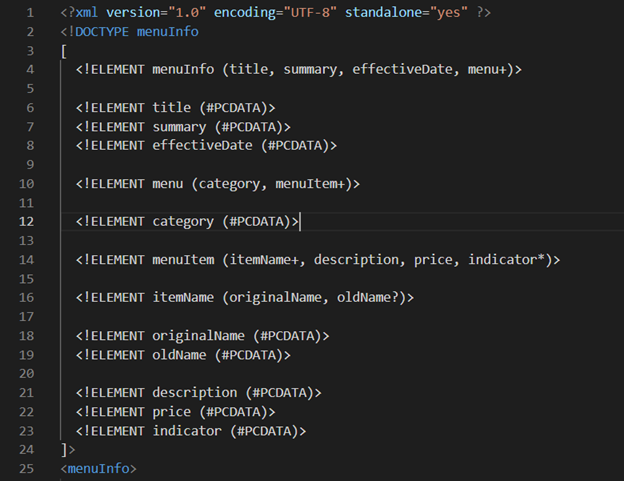 1 <?xml version="1.0" encoding="UTF-8" standalone="yes" ?>
2 <!DOCTYPE menuInfo
3 [
4 <!ELEMENT menuInfo (title, summary, effectiveDate, menu+)>
5
6 <!ELEMENT title (#PCDATA)>
7 <!ELEMENT summary (#PCDATA)>
8 <!ELEMENT effectiveDate (#PCDATA)>
9
10 <!ELEMENT menu (category, menuItem+)>
11
12 <!ELEMENT category (#PCDATA)>
13
14 <!ELEMENT menuItem (itemName+, description, price, indicator*)>
15
16 <!ELEMENT itemName (originalName, oldName?)>
17
18 <!ELEMENT originalName (#PCDATA)>
19 <!ELEMENT oldName (#PCDATA)>
20
21 <!ELEMENT description (#PCDATA)>
22 <!ELEMENT price (#PCDATA)>
23 <!ELEMENT indicator (#PCDATA)>
24 ]>
25 <menuInfo>